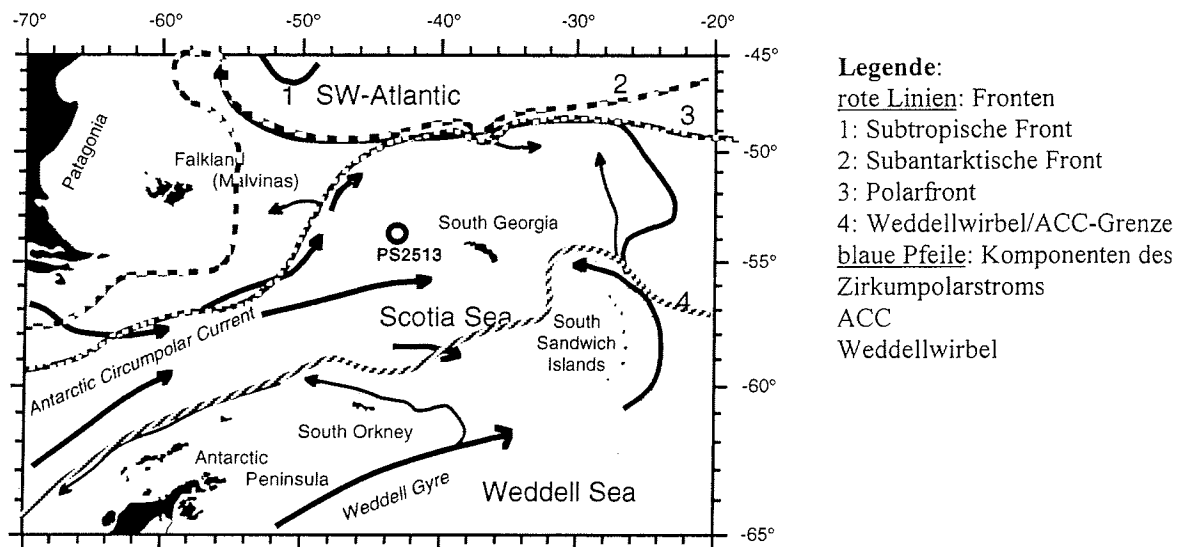 -70°
-60°
-50°
-40°
-30°
-20°
-45°
1 SW-Atlantic
2
3
Patagonia
Falkland
(Malvinas)
-50°
South Georgia
PS2513
-55°
4
Antarctic Circumpolar Current
Scotia Sea
South
Sandwich
Islands
-60°
South Orkney
Antarctic
Peninsula
Weddell Gyre
Weddell Sea
-65°
Legende:
rote Linien: Fronten
1: Subtropische Front
2: Subantarktische Front
3: Polarfront
4: Weddellwirbel/ACC-Grenze
blaue Pfeile: Komponenten des
Zirkumpolarstroms
ACC
Weddellwirbel